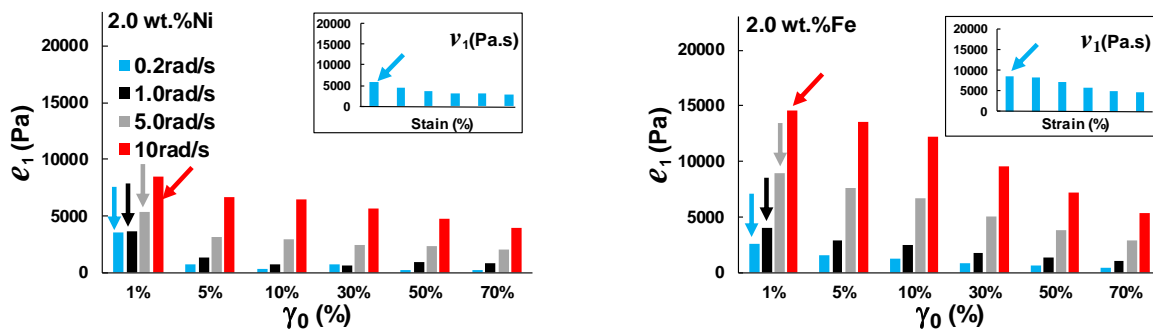 2.0 wt.%Ni
e1 (Pa)
20000
15000
10000
5000
0
0.2rad/s
1.0rad/s
5.0rad/s
10rad/s
1% 5% 10% 30% 50% 70%
γ0 (%)
ν1(Pa.s)
20000
15000
10000
5000
0
Stain (%)
2.0 wt.%Fe
e1 (Pa)
20000
15000
10000
5000
0
1% 5% 10% 30% 50% 70%
γ0 (%)
ν1(Pa.s)
20000
15000
10000
5000
0
Strain (%)